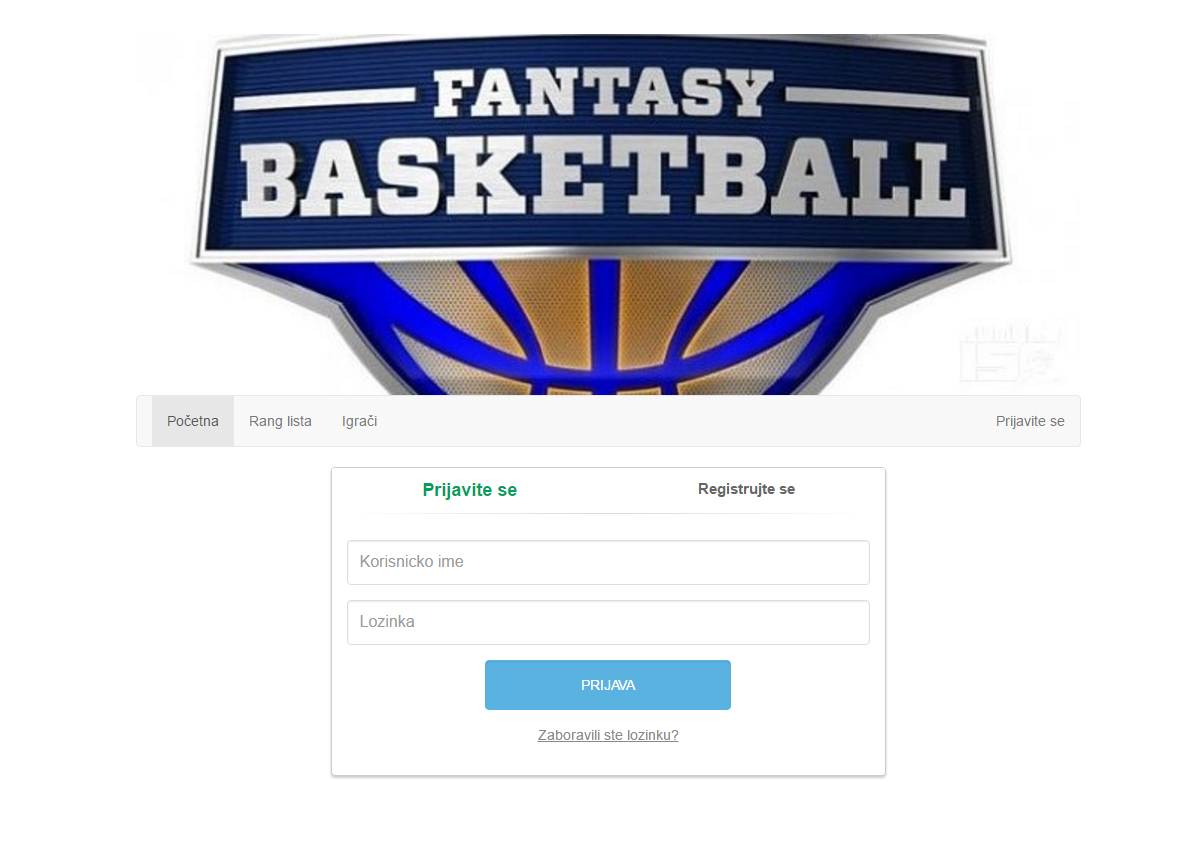 FANTASY
BASKETBALL
Početna Rang lista Igrači Prijavite se
Prijavite se Registrujte se
Korisnicko ime
Lozinka
PRIJAVA
Zaboravili ste lozinku?